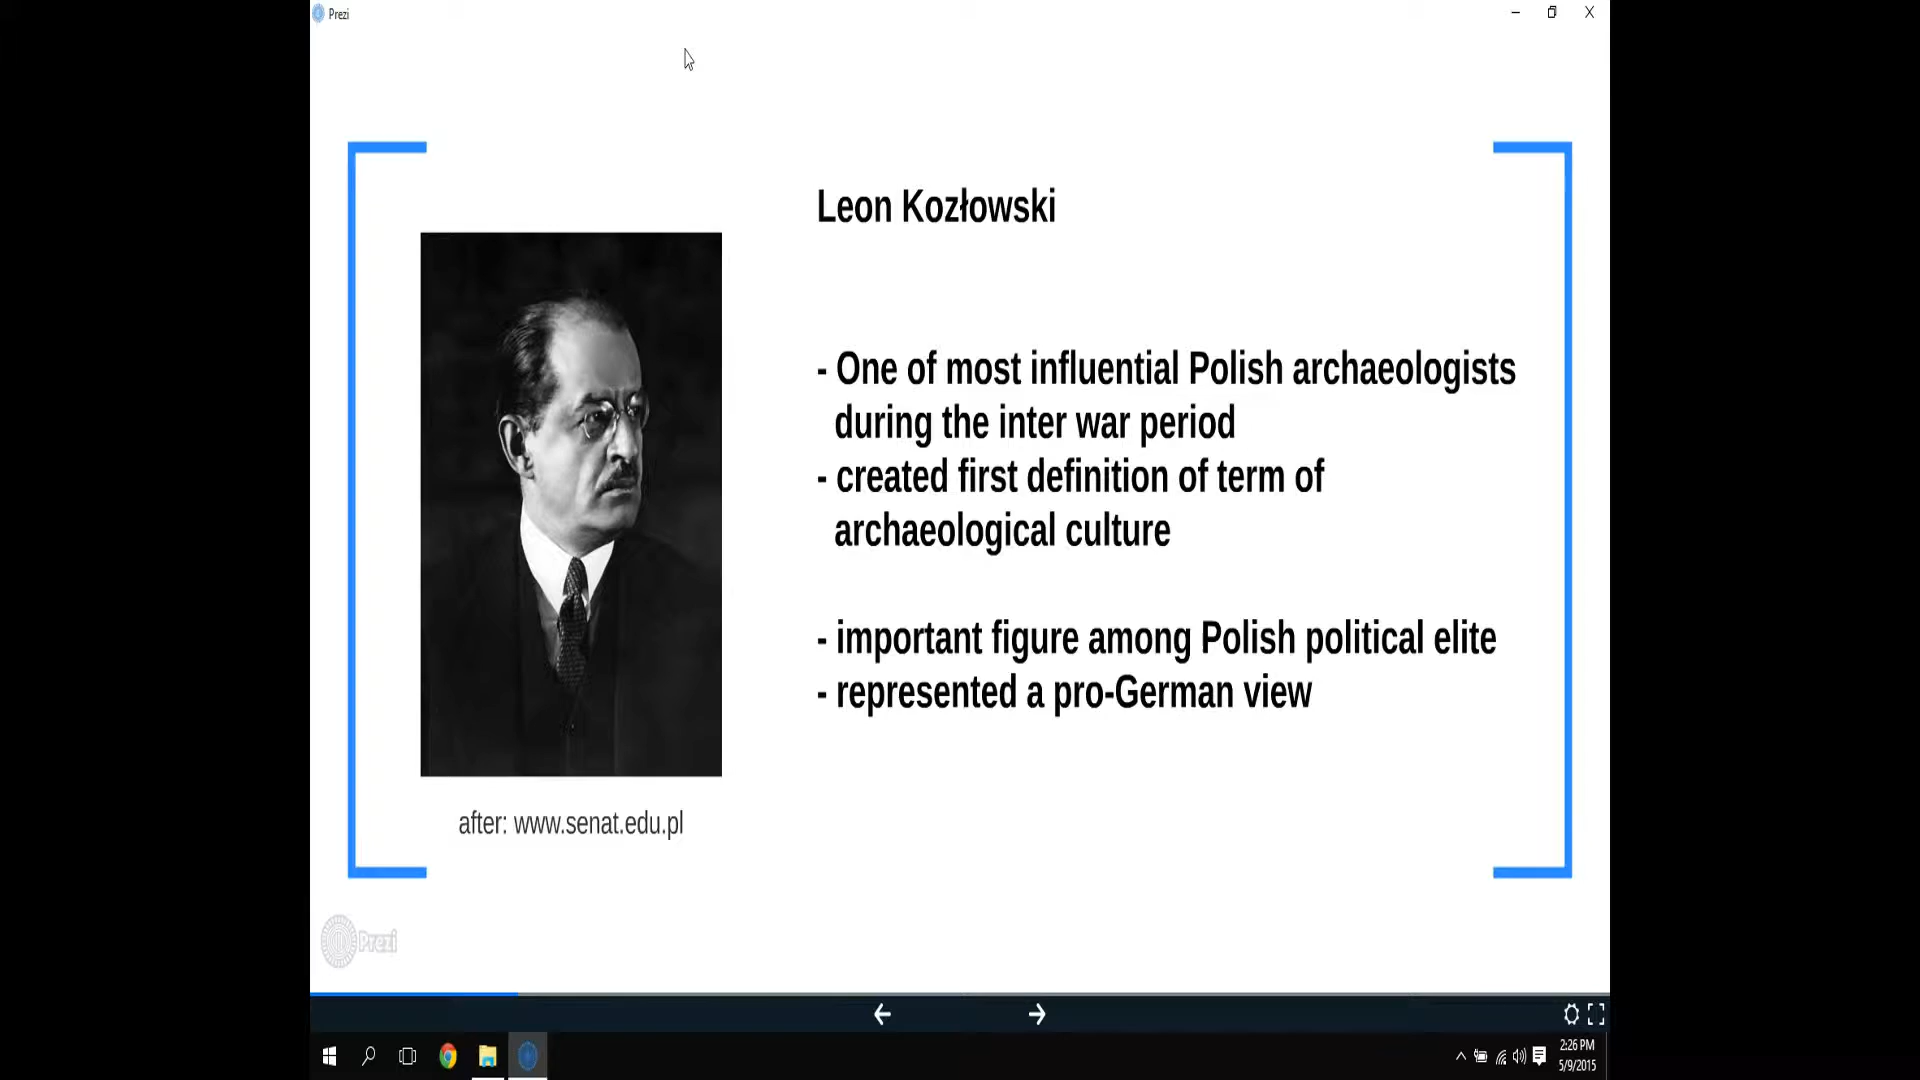 Prezi
Leon Kozłowski
- One of most influential Polish archaeologists
during the inter war period
- created first definition of term of
archaeological culture
- important figure among Polish political elite
- represented a pro-German view
after: www.senat.edu.pl
Prezi
2:26 PM
5/9/2015